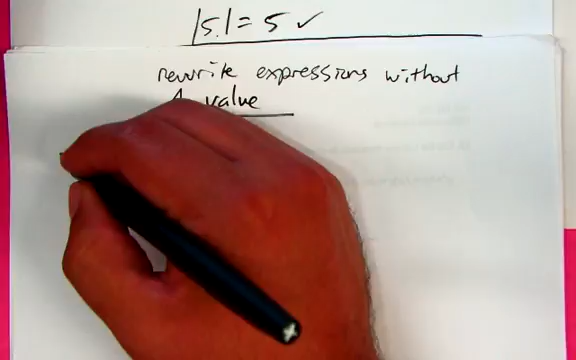 |5.| = 5 ✓
rewrite expressions without
A. value